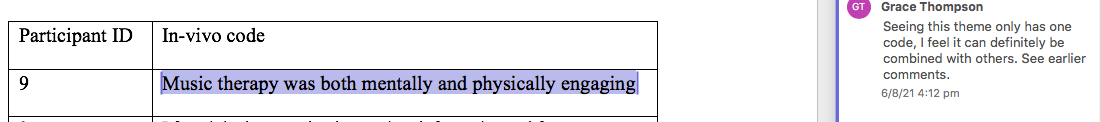 Participant ID In-vivo code
9 Music therapy was both mentally and physically engaging
GT Grace Thompson
Seeing this theme only has one
code, I feel it can definitely be
combined with others. See earlier
comments.
6/8/21 4:12 pm